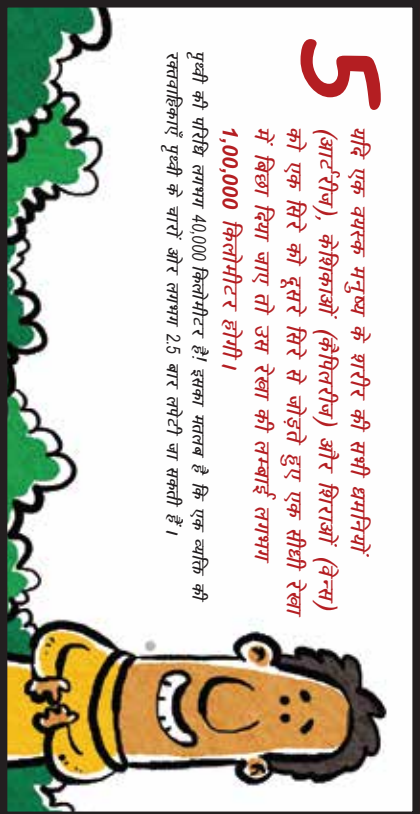 5
यदि एक वयस्क मनुष्य के शरीर की सभी धमनियों
(आर्टरीज), केशिकाओं (कैपिलरीज) और शिराओं (वेन्स)
को एक सिरे को दूसरे सिरे से जोड़ते हुए एक सीधी रेखा
में बिछा दिया जाए तो उस रेखा की लम्बाई लगभग
1,00,000 किलोमीटर होगी।
पृथ्वी की परिधि लगभग 40,000 किलोमीटर है! इसका मतलब है कि एक व्यक्ति की
रक्तवाहिकाएँ पृथ्वी के चारों ओर लगभग 2.5 बार लपेटी जा सकती हैं।